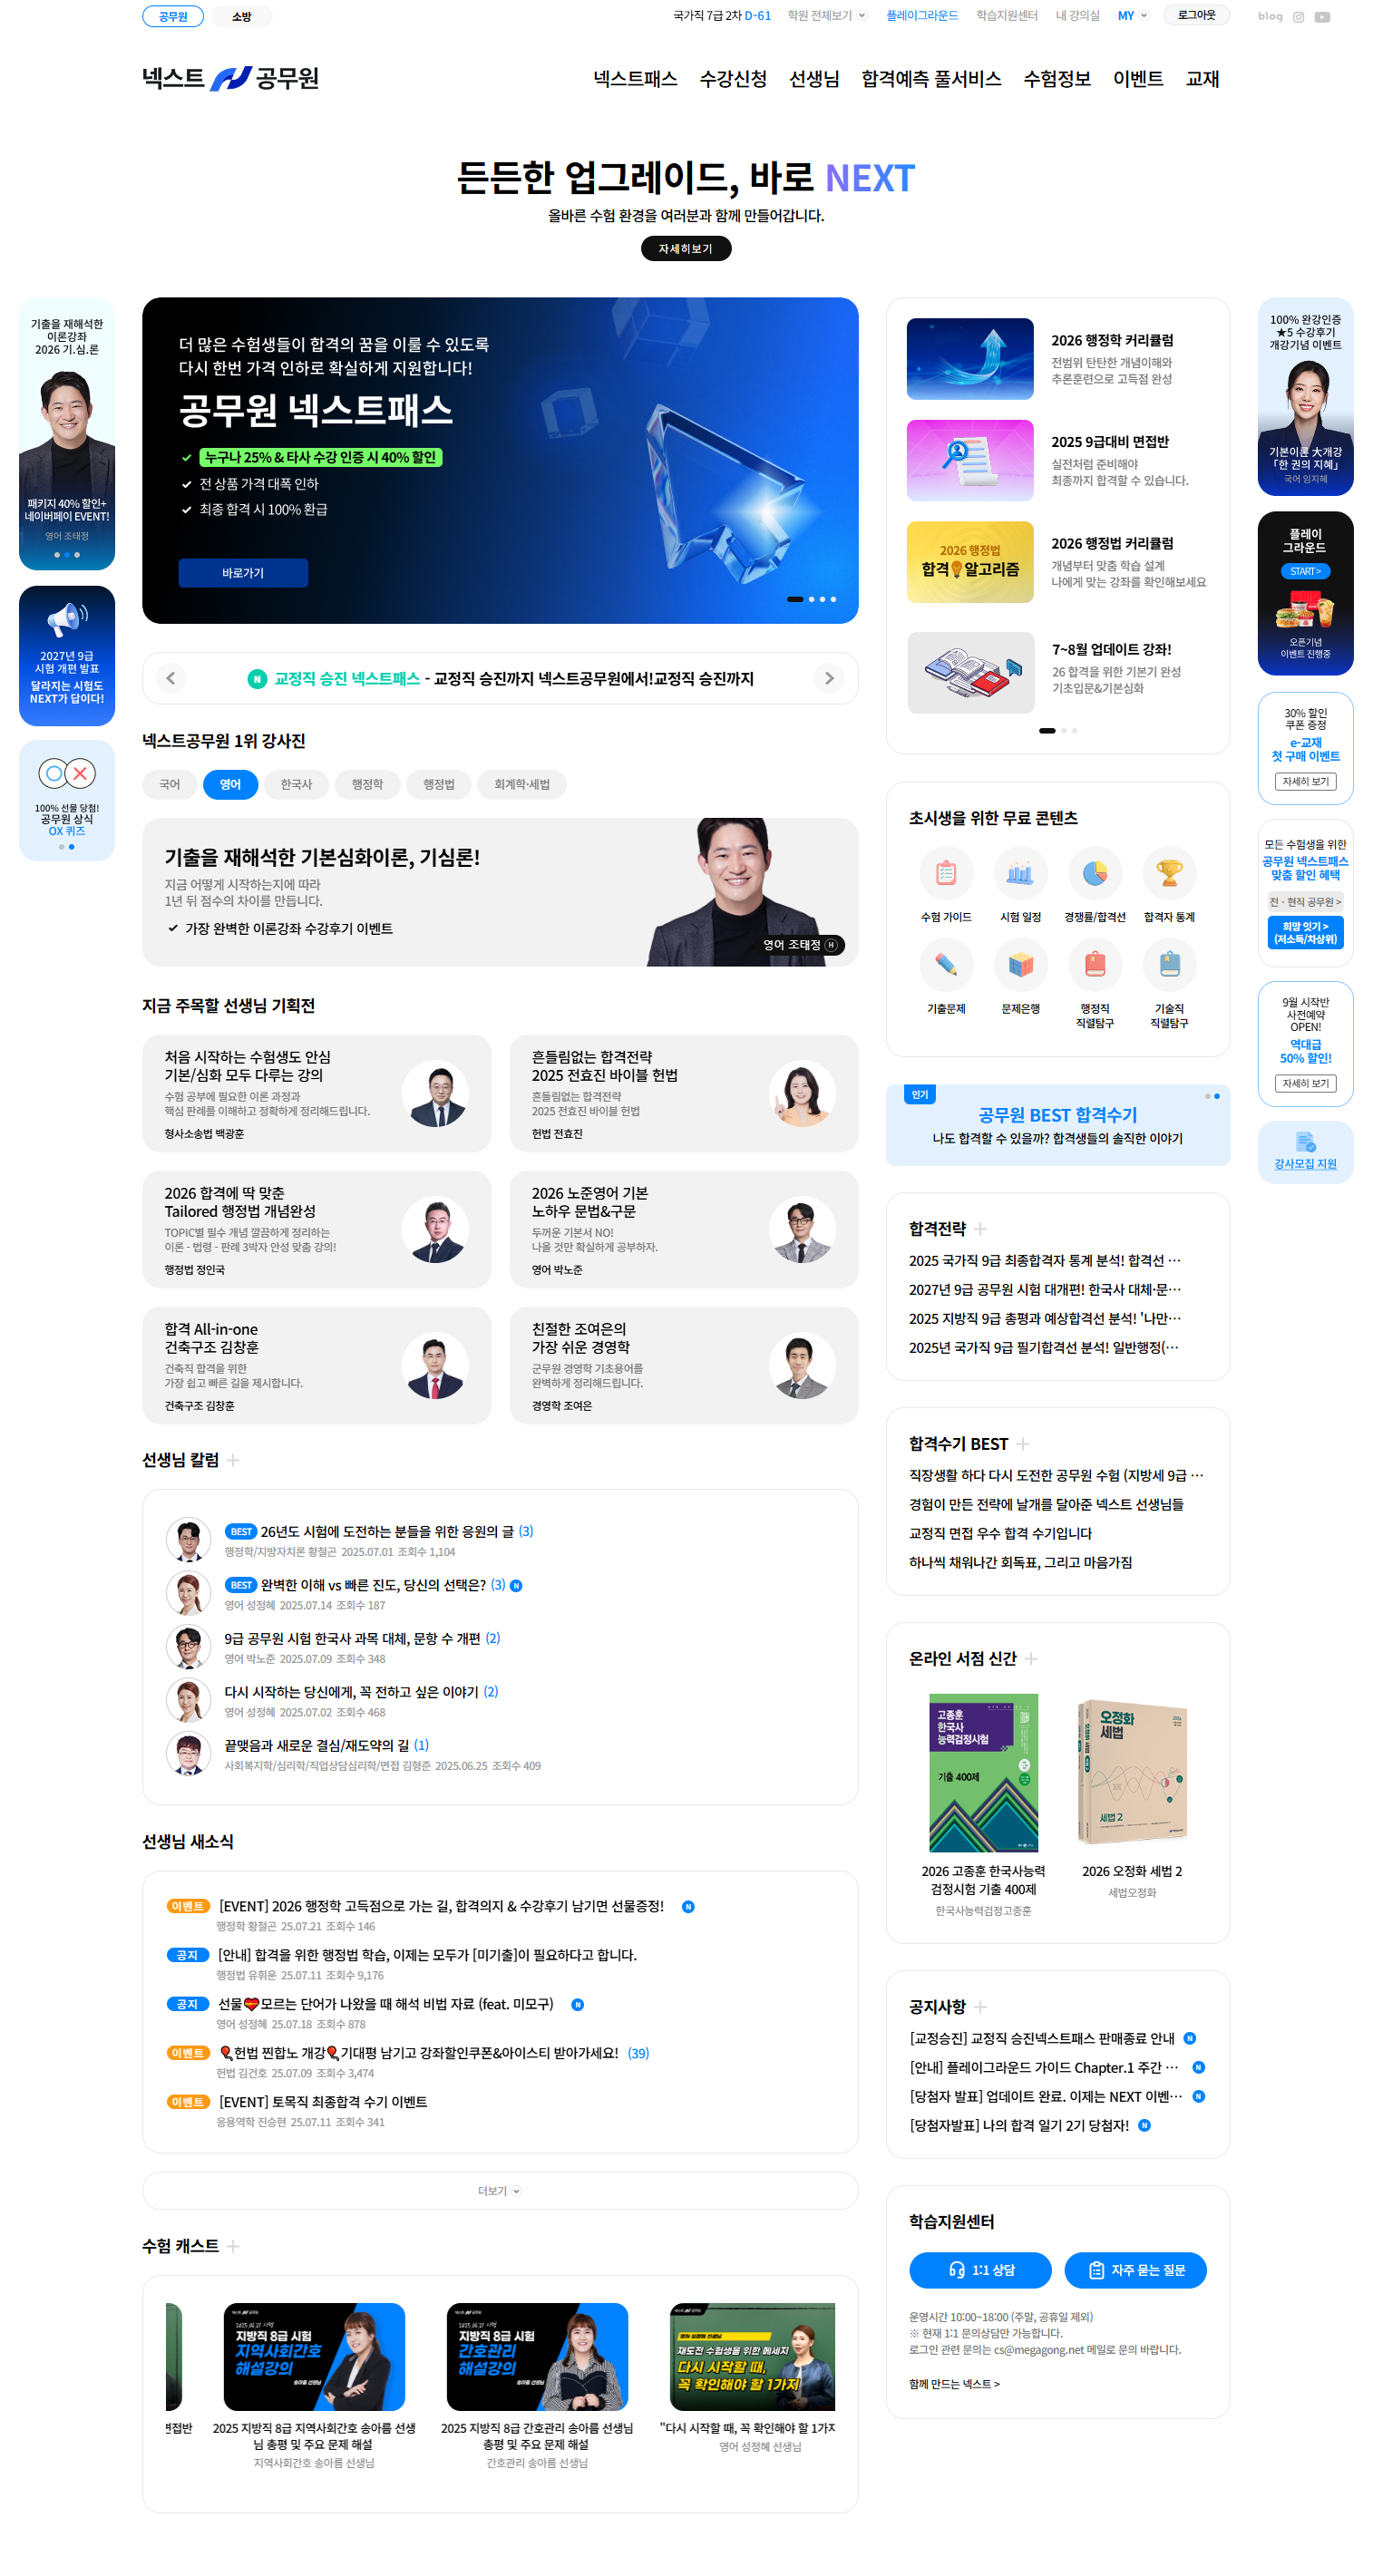 공무원
소방
국가직 7급 2차 D-61
학원 전체보기
플레이그라운드
학습지원센터
내 강의실
MY
로그아웃
blog
넥스트 공무원
넥스트패스
수강신청
선생님
합격예측 풀서비스
수험정보
이벤트
교재
든든한 업그레이드, 바로 NEXT
올바른 수험 환경을 여러분과 함께 만들어갑니다.
자세히보기
기출을 재해석한
이론강좌
2026 기.심.론
패키지 40% 할인+
네이버페이 EVENT!
영어 조태정
2027년 9급
시험 개편 발표
달라지는 시험도
NEXT가 답이다!
100% 선물 당첨!
공무원 상식
OX 퀴즈
더 많은 수험생들이 합격의 꿈을 이룰 수 있도록
다시 한번 가격 인하로 확실하게 지원합니다!
공무원 넥스트패스
누구나 25% & 타사 수강 인증 시 40% 할인
전 상품 가격 대폭 인하
최종 합격 시 100% 환급
바로가기
N 교정직 승진 넥스트패스 - 교정직 승진까지 넥스트공무원에서!교정직 승진까지
넥스트공무원 1위 강사진
국어
영어
한국사
행정학
행정법
회계학·세법
기출을 재해석한 기본심화이론, 기심론!
지금 어떻게 시작하는지에 따라
1년 뒤 점수의 차이를 만듭니다.
가장 완벽한 이론강좌 수강후기 이벤트
영어 조태정 H
지금 주목할 선생님 기획전
처음 시작하는 수험생도 안심
기본/심화 모두 다루는 강의
수험 공부에 필요한 이론 과정과
핵심 판례를 이해하고 정확하게 정리해드립니다.
형사소송법 백광훈
흔들림없는 합격전략
2025 전효진 바이블 헌법
흔들림없는 합격전략
2025 전효진 바이블 헌법
헌법 전효진
2026 합격에 딱 맞춘
Tailored 행정법 개념완성
TOPIC별 필수 개념 깔끔하게 정리하는
이론 - 법령 - 판례 3박자 안성 맞춤 강의!
행정법 정인국
2026 노준영어 기본
노하우 문법&구문
두꺼운 기본서 NO!
나올 것만 확실하게 공부하자.
영어 박노준
합격 All-in-one
건축구조 김창훈
건축직 합격을 위한
가장 쉽고 빠른 길을 제시합니다.
건축구조 김창훈
친절한 조여은의
가장 쉬운 경영학
군무원 경영학 기초용어를
완벽하게 정리해드립니다.
경영학 조여은
선생님 칼럼
BEST 26년도 시험에 도전하는 분들을 위한 응원의 글 (3)
행정학/지방자치론 황철곤 2025.07.01 조회수 1,104
BEST 완벽한 이해 vs 빠른 진도, 당신의 선택은? (3) N
영어 성정혜 2025.07.14 조회수 187
9급 공무원 시험 한국사 과목 대체, 문항 수 개편 (2)
영어 박노준 2025.07.09 조회수 348
다시 시작하는 당신에게, 꼭 전하고 싶은 이야기 (2)
영어 성정혜 2025.07.02 조회수 468
끝맺음과 새로운 결심/재도약의 길 (1)
사회복지학/심리학/직업상담심리학/면접 김형준 2025.06.25 조회수 409
선생님 새소식
이벤트 [EVENT] 2026 행정학 고득점으로 가는 길, 합격의지 & 수강후기 남기면 선물증정! N
행정학 황철곤 25.07.21 조회수 146
공지 [안내] 합격을 위한 행정법 학습, 이제는 모두가 [미기출]이 필요하다고 합니다.
행정법 유휘운 25.07.11 조회수 9,176
공지 선물💝모르는 단어가 나왔을 때 해석 비법 자료 (feat. 미모구) N
영어 성정혜 25.07.18 조회수 878
이벤트 🎈헌법 찐합노 개강🎈기대평 남기고 강좌할인쿠폰&아이스티 받아가세요! (39)
헌법 김건호 25.07.09 조회수 3,474
이벤트 [EVENT] 토목직 최종합격 수기 이벤트
응용역학 진승현 25.07.11 조회수 341
더보기
수험 캐스트
면접반
2025.06.21 시행
지방직 8급 시험
지역사회간호
해설강의
송아름 선생님
2025 지방직 8급 지역사회간호 송아름 선생
님 총평 및 주요 문제 해설
지역사회간호 송아름 선생님
2025.06.21 시행
지방직 8급 시험
간호관리
해설강의
송아름 선생님
2025 지방직 8급 간호관리 송아름 선생님
총평 및 주요 문제 해설
간호관리 송아름 선생님
영어 성정혜 선생님
재도전 수험생을 위한 메세지
다시 시작할 때,
꼭 확인해야 할 1가지
"다시 시작할 때, 꼭 확인해야 할 1가지
영어 성정혜 선생님
2026 행정학 커리큘럼
전범위 탄탄한 개념이해와
추론훈련으로 고득점 완성
2025 9급대비 면접반
실전처럼 준비해야
최종까지 합격할 수 있습니다.
2026 행정법
합격 알고리즘
2026 행정법 커리큘럼
개념부터 맞춤 학습 설계
나에게 맞는 강좌를 확인해보세요
7~8월 업데이트 강좌!
26 합격을 위한 기본기 완성
기초입문&기본심화
초시생을 위한 무료 콘텐츠
수험 가이드
시험 일정
경쟁률/합격선
합격자 통계
기출문제
문제은행
행정직
직렬탐구
기술직
직렬탐구
인기
공무원 BEST 합격수기
나도 합격할 수 있을까? 합격생들의 솔직한 이야기
합격전략
2025 국가직 9급 최종합격자 통계 분석! 합격선 …
2027년 9급 공무원 시험 대개편! 한국사 대체·문…
2025 지방직 9급 총평과 예상합격선 분석! '나만…
2025년 국가직 9급 필기합격선 분석! 일반행정(…
합격수기 BEST
직장생활 하다 다시 도전한 공무원 수험 (지방세 9급 …
경험이 만든 전략에 날개를 달아준 넥스트 선생님들
교정직 면접 우수 합격 수기입니다
하나씩 채워나간 회독표, 그리고 마음가짐
온라인 서점 신간
고종훈
한국사
능력검정시험
기출 400제
2026 고종훈 한국사능력
검정시험 기출 400제
한국사능력검정고종훈
오정화
세법
세법 2
2026 오정화 세법 2
세법오정화
공지사항
[교정승진] 교정직 승진넥스트패스 판매종료 안내 N
[안내] 플레이그라운드 가이드 Chapter.1 주간 … N
[당첨자 발표] 업데이트 완료. 이제는 NEXT 이벤… N
[당첨자발표] 나의 합격 일기 2기 당첨자! N
학습지원센터
1:1 상담
자주 묻는 질문
운영시간 10:00~18:00 (주말, 공휴일 제외)
※ 현재 1:1 문의상담만 가능합니다.
로그인 관련 문의는 cs@megagong.net 메일로 문의 바랍니다.
함께 만드는 넥스트 >
100% 완강인증
★5 수강후기
개강기념 이벤트
기본이론 大개강
「한 권의 지혜」
국어 임지혜
플레이
그라운드
START >
오픈기념
이벤트 진행중
30% 할인
쿠폰 증정
e-교재
첫 구매 이벤트
자세히 보기
모든 수험생을 위한
공무원 넥스트패스
맞춤 할인 혜택
전 · 현직 공무원 >
희망 잇기 >
(저소득/차상위)
9월 시작반
사전예약
OPEN!
역대급
50% 할인!
자세히 보기
강사모집 지원